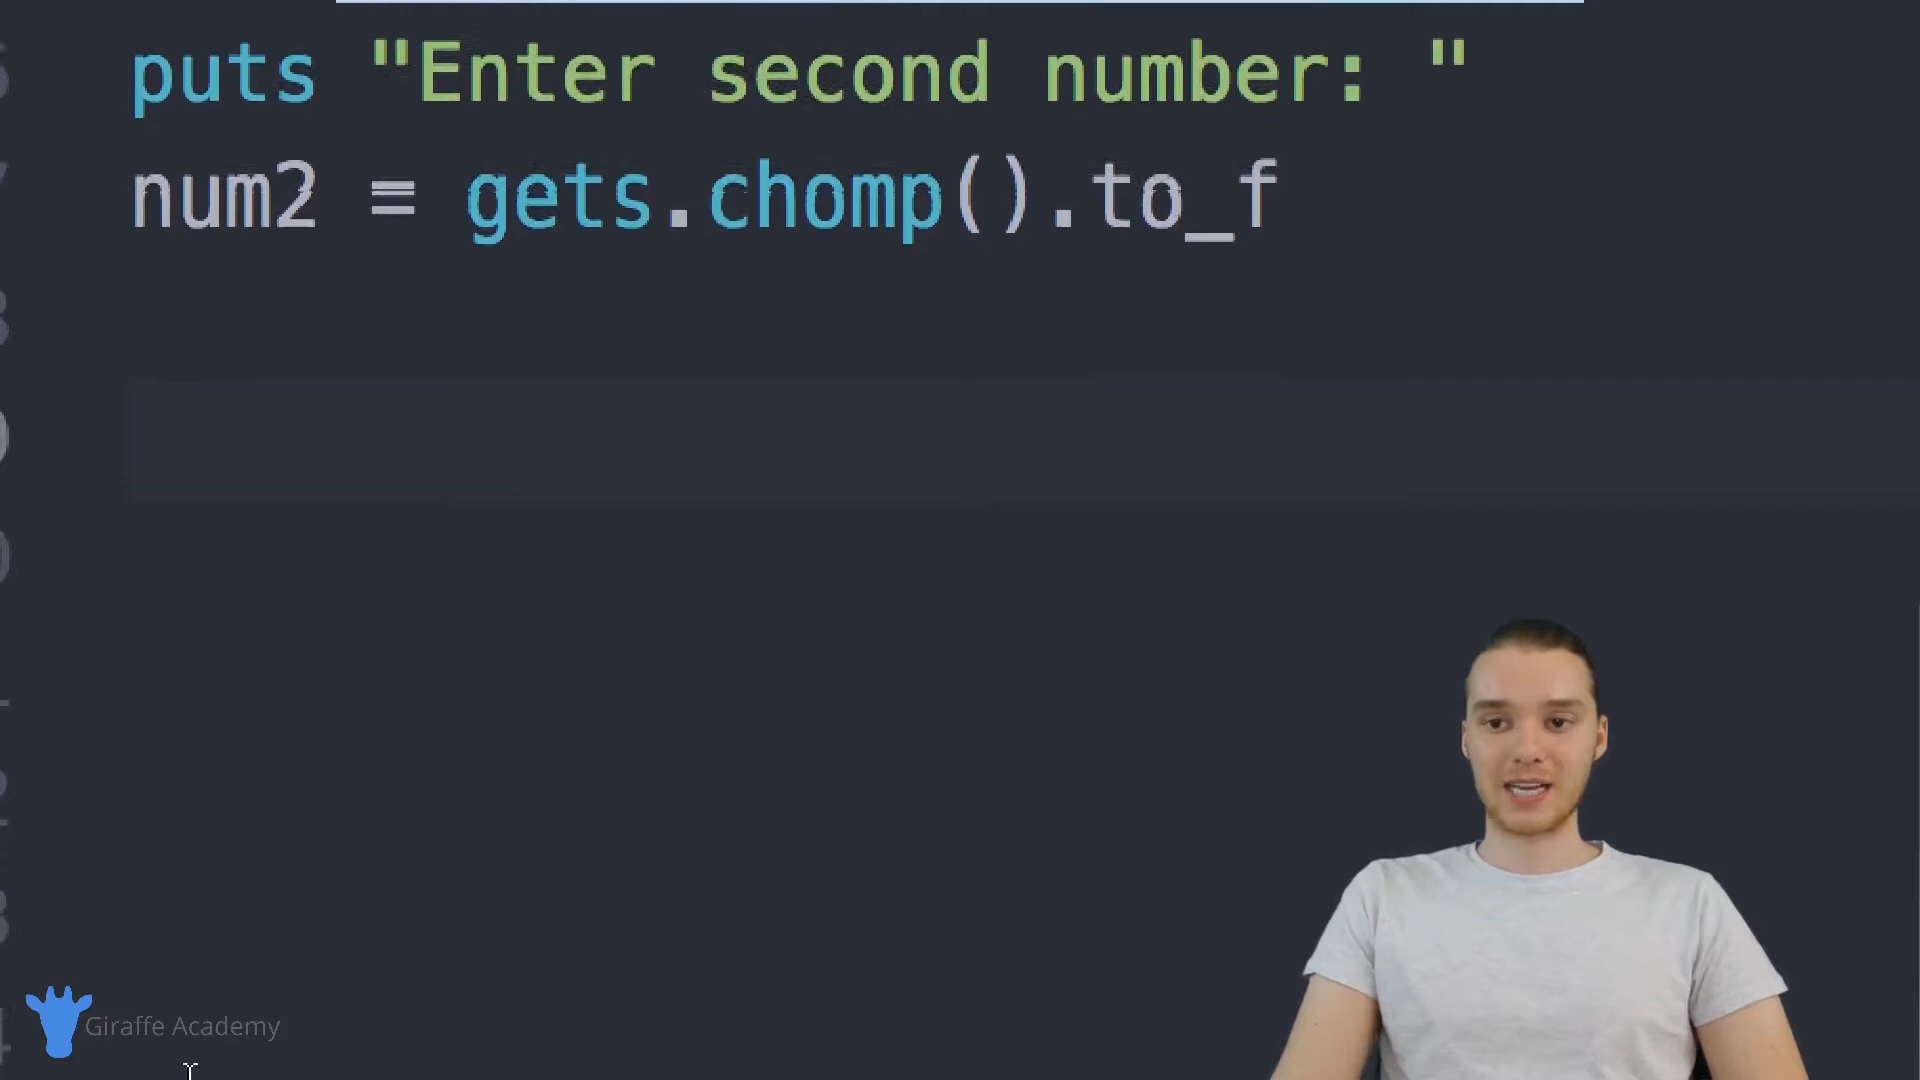 puts "Enter second number: "
num2 = gets.chomp().to_f
Giraffe Academy